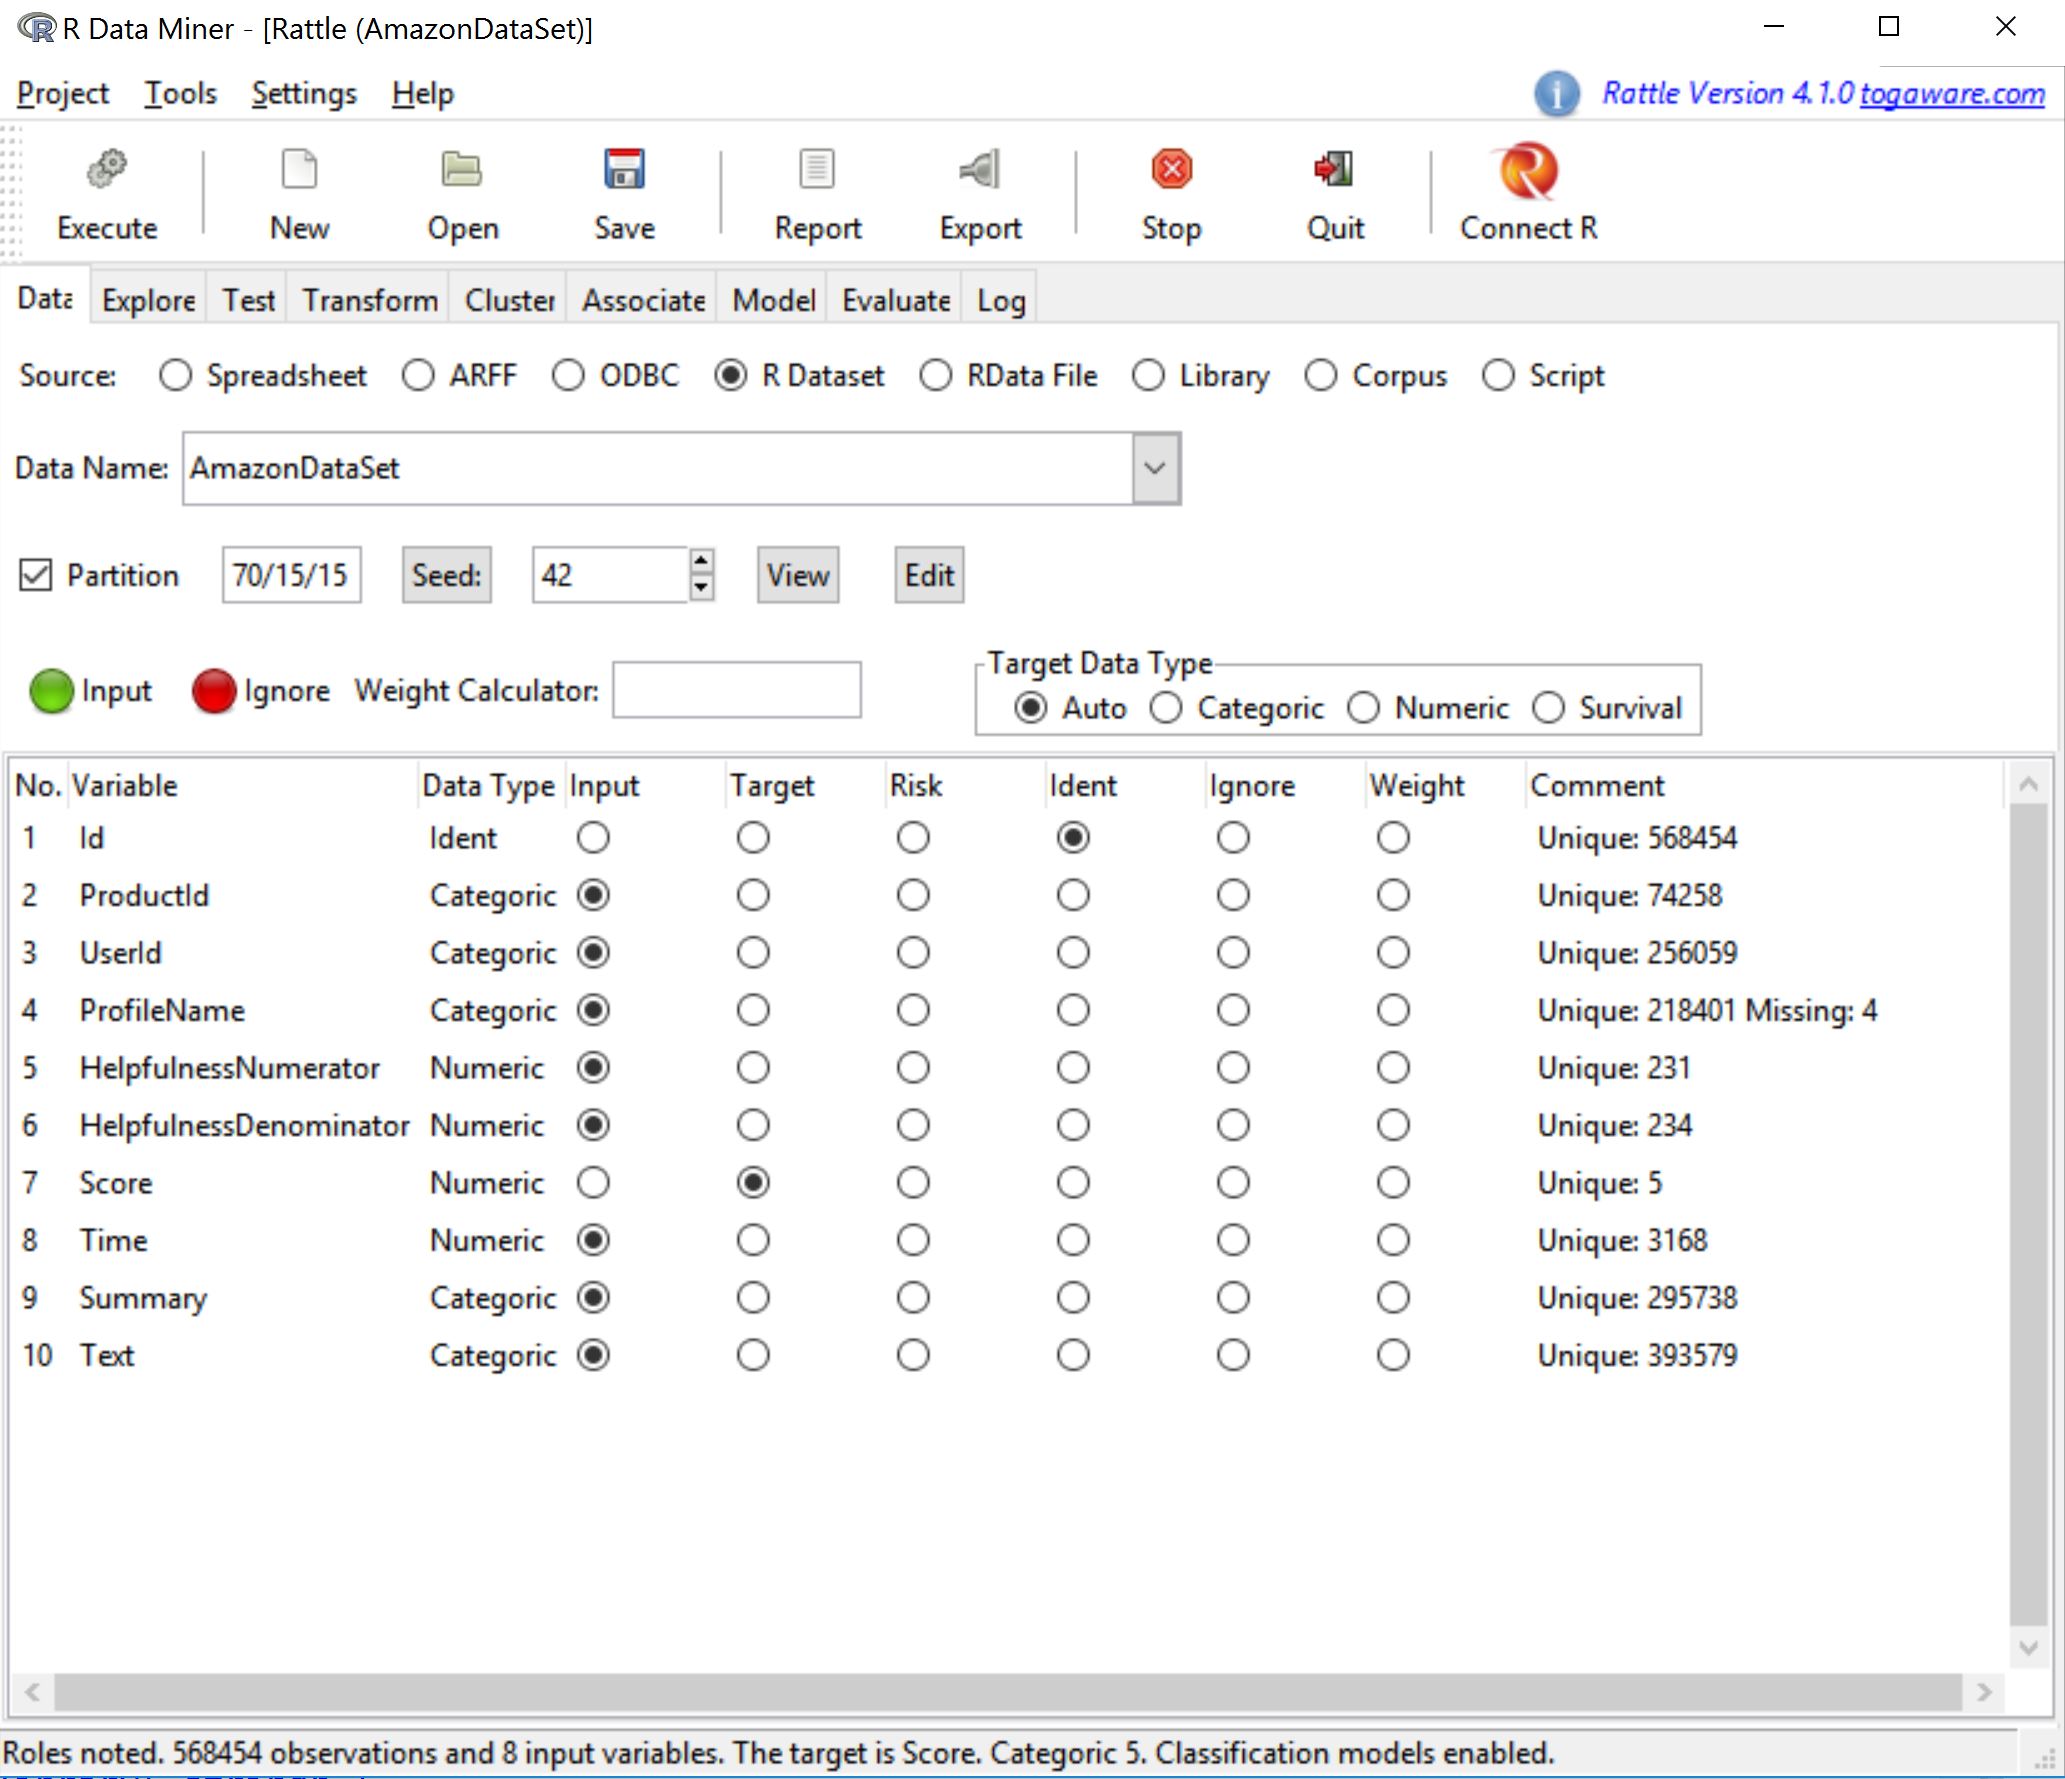 R Data Miner - [Rattle (AmazonDataSet)]
Project Tools Settings Help Rattle Version 4.1.0 togaware.com
Execute New Open Save Report Export Stop Quit Connect R
Data Explore Test Transform Cluster Associate Model Evaluate Log
Source: Spreadsheet ARFF ODBC R Dataset RData File Library Corpus Script
Data Name: AmazonDataSet
Partition 70/15/15 Seed: 42 View Edit
Target Data Type
Input Ignore Weight Calculator: Auto Categoric Numeric Survival
No. Variable Data Type Input Target Risk Ident Ignore Weight Comment
1 Id Ident Unique: 568454
2 ProductId Categoric Unique: 74258
3 UserId Categoric Unique: 256059
4 ProfileName Categoric Unique: 218401 Missing: 4
5 HelpfulnessNumerator Numeric Unique: 231
6 HelpfulnessDenominator Numeric Unique: 234
7 Score Numeric Unique: 5
8 Time Numeric Unique: 3168
9 Summary Categoric Unique: 295738
10 Text Categoric Unique: 393579
Roles noted. 568454 observations and 8 input variables. The target is Score. Categoric 5. Classification models enabled.